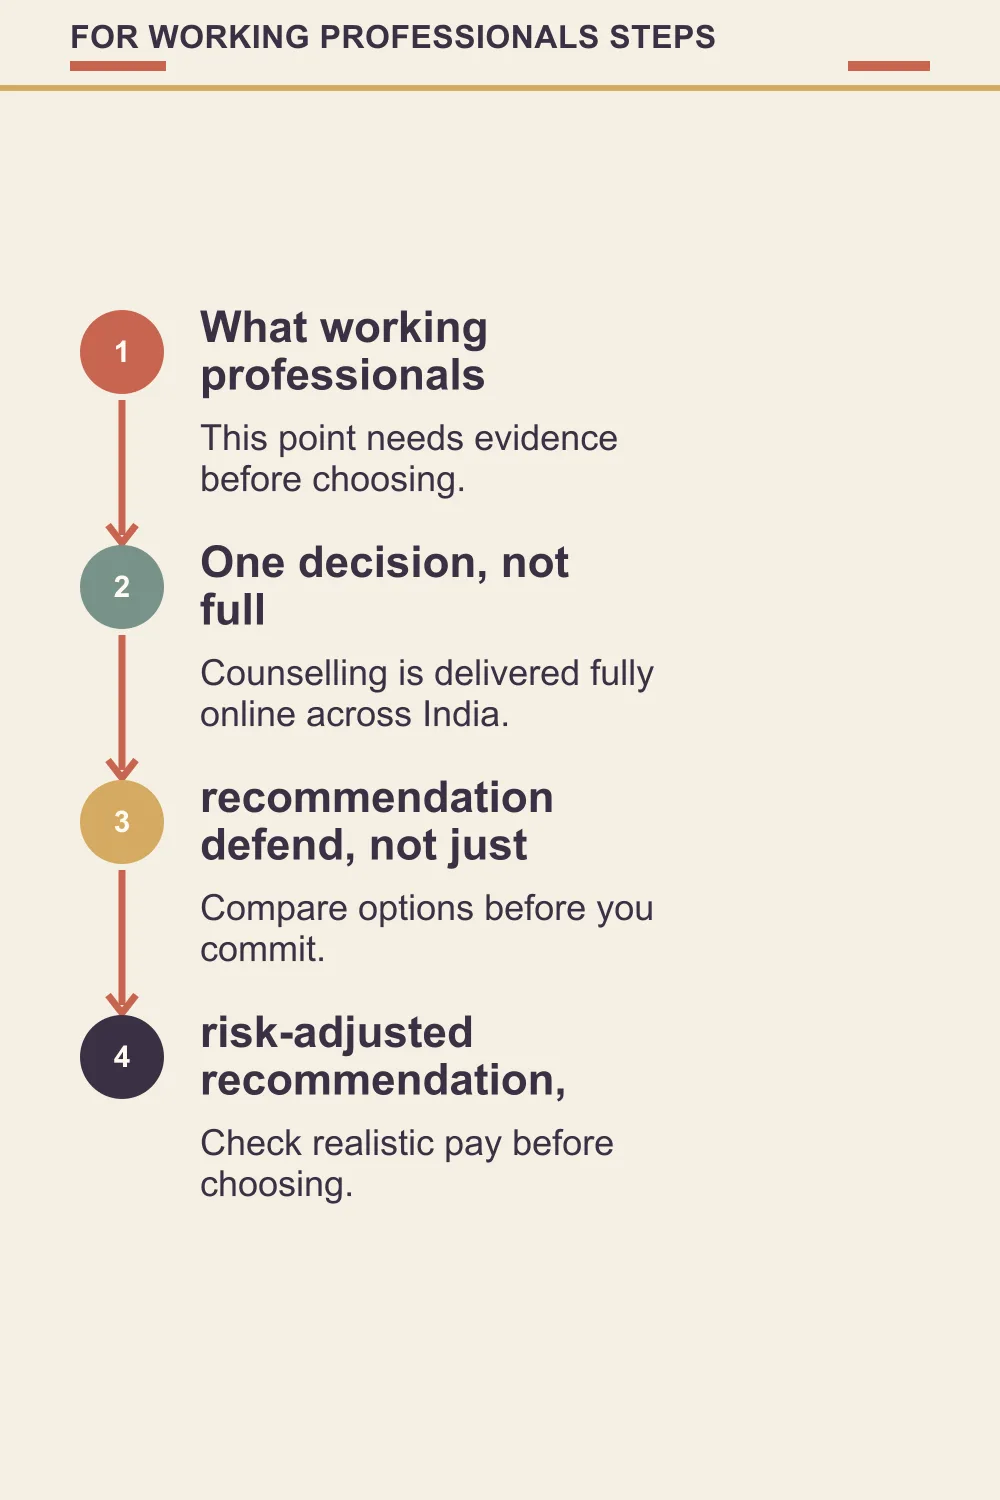 FOR WORKING PROFESSIONALS STEPS
1
What working
professionals
This point needs evidence
before choosing.
2
One decision, not
full
Counselling is delivered fully
online across India.
3
recommendation
defend, not just
Compare options before you
commit.
4
risk-adjusted
recommendation,
Check realistic pay before
choosing.